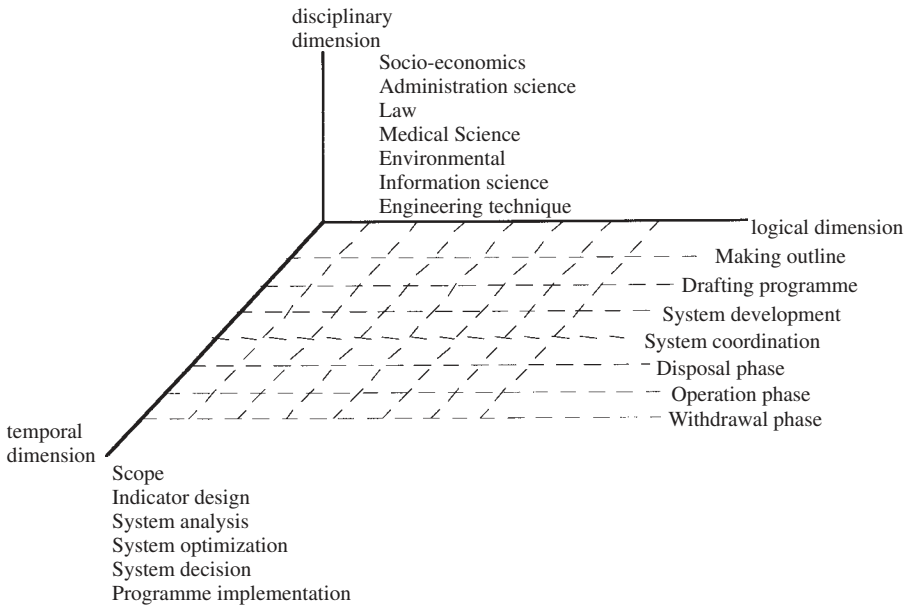 disciplinary
dimension
Socio-economics
Administration science
Law
Medical Science
Environmental
Information science
Engineering technique
logical dimension
Making outline
Drafting programme
System development
System coordination
Disposal phase
Operation phase
Withdrawal phase
temporal
dimension
Scope
Indicator design
System analysis
System optimization
System decision
Programme implementation